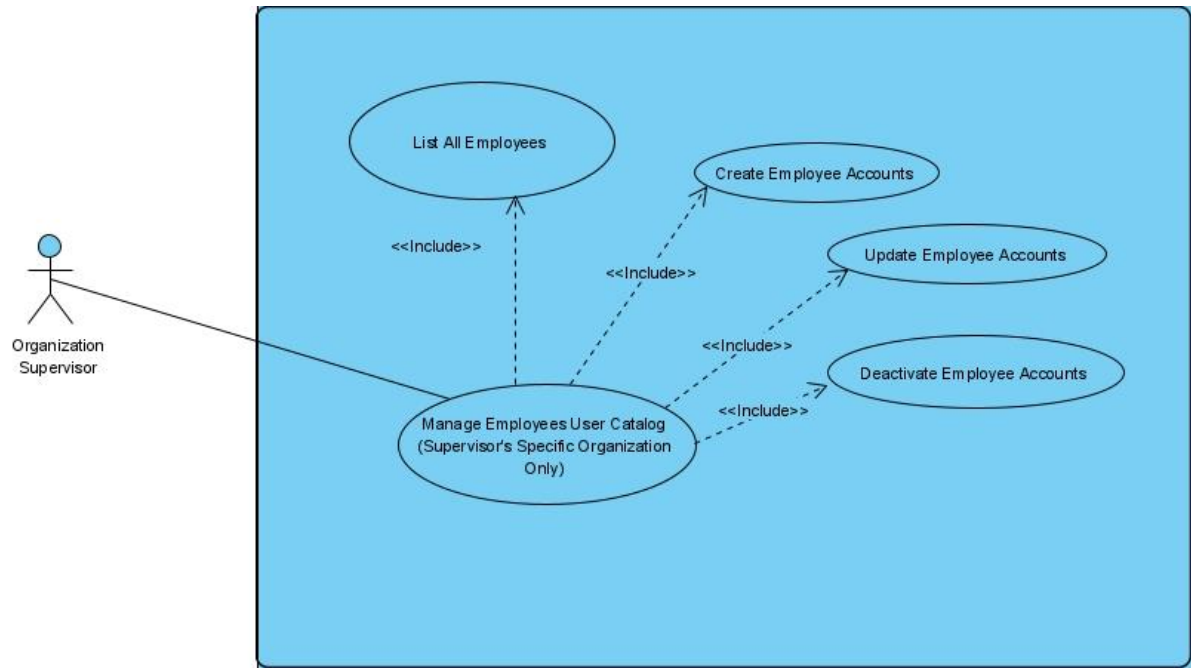 List All Employees
Create Employee Accounts
<<Include>>
Update Employee Accounts
<<Include>>
Organization
Supervisor
<<Include>>
Deactivate Employee Accounts
<<Include>>
Manage Employees User Catalog
(Supervisor's Specific Organization
Only)